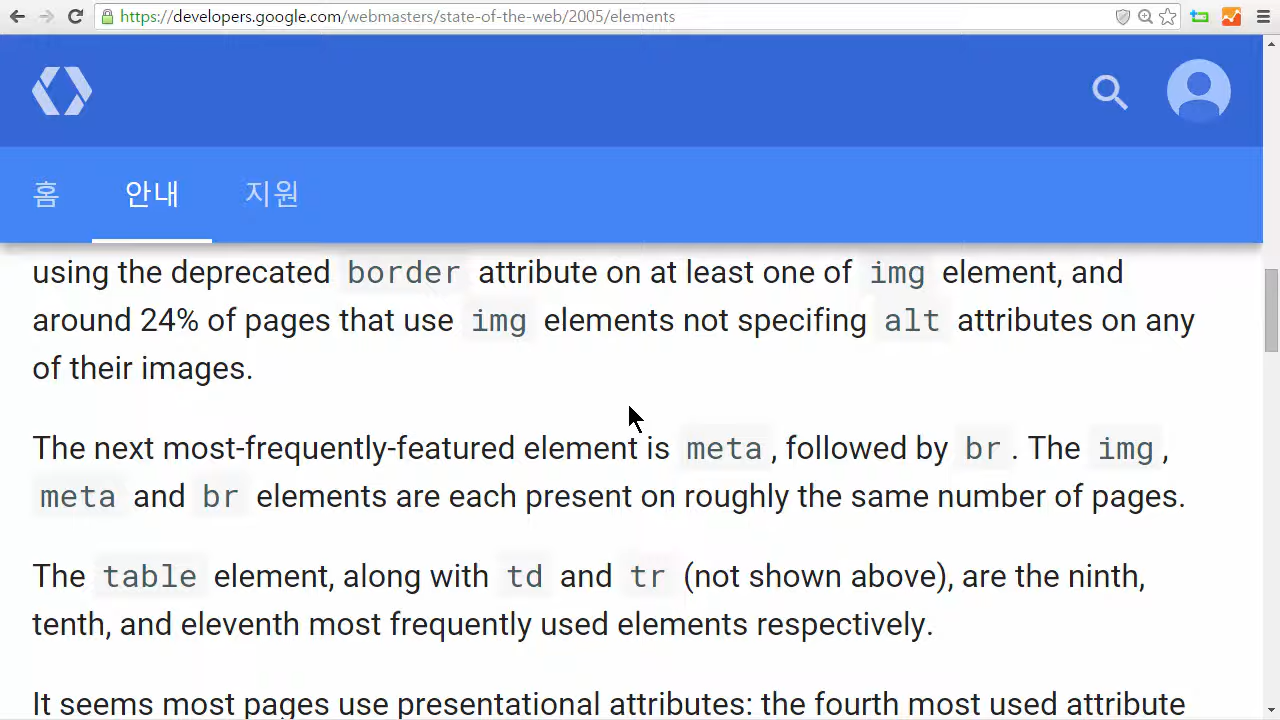 https://developers.google.com/webmasters/state-of-the-web/2005/elements
홈 안내 지원
using the deprecated border attribute on at least one of img element, and
around 24% of pages that use img elements not specifing alt attributes on any
of their images.
The next most-frequently-featured element is meta, followed by br. The img,
meta and br elements are each present on roughly the same number of pages.
The table element, along with td and tr (not shown above), are the ninth,
tenth, and eleventh most frequently used elements respectively.
It seems most pages use presentational attributes: the fourth most used attribute